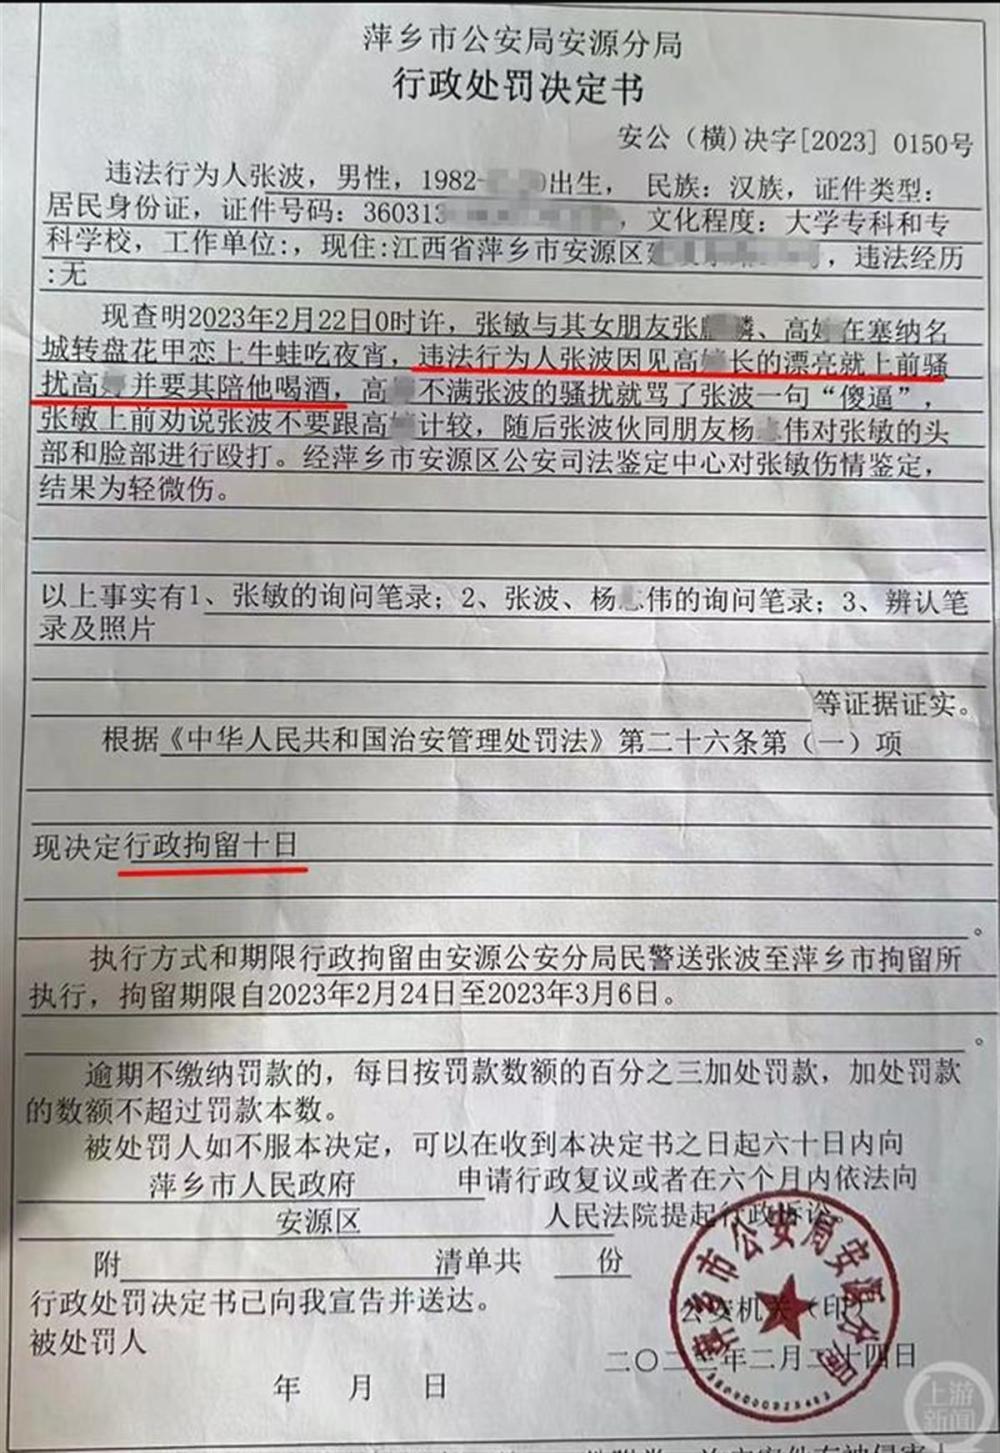 萍乡市公安局安源分局
行政处罚决定书
安公（横)决字[2023］0150号
违法行为人张波，男性，1982-出生，民族：汉族，证件类型：
居民身份证，证件号码：360313，文化程度：大学专科和专
科学校，工作单位:，现住:江西省萍乡市安源区，违法经历
:无
现查明2023年2月22日0时许，张敏与其女朋友张麟、高在塞纳名
城转盘花甲恋上牛蛙吃夜宵，违法行为人张波因见高长的漂亮就上前骚
扰高并要其陪他喝酒，高不满张波的骚扰就骂了张波一句“傻逼”，
张敏上前劝说张波不要跟高计较，随后张波伙同朋友杨伟对张敏的头
部和脸部进行殴打。经萍乡市安源区公安司法鉴定中心对张敏伤情鉴定，
结果为轻微伤。
以上事实有1、张敏的询问笔录；2、张波、杨伟的询问笔录；3、辨认笔
录及照片
等证据证实。
根据《中华人民共和国治安管理处罚法》第二十六条第（一）项
现决定行政拘留十日
。
执行方式和期限行政拘留由安源公安分局民警送张波至萍乡市拘留所
执行，拘留期限自2023年2月24日至2023年3月6日。
。
逾期不缴纳罚款的，每日按罚款数额的百分之三加处罚款，加处罚款
的数额不超过罚款本数。
被处罚人如不服本决定，可以在收到本决定书之日起六十日内向
萍乡市人民政府 申请行政复议或者在六个月内依法向
安源区 人民法院提起行政诉讼。
附 清单共 份
行政处罚决定书已向我宣告并送达。
公安机关（印）
被处罚人
二〇二三年二月二十四日
年 月 日
萍乡市公安局安源分局
上游新闻